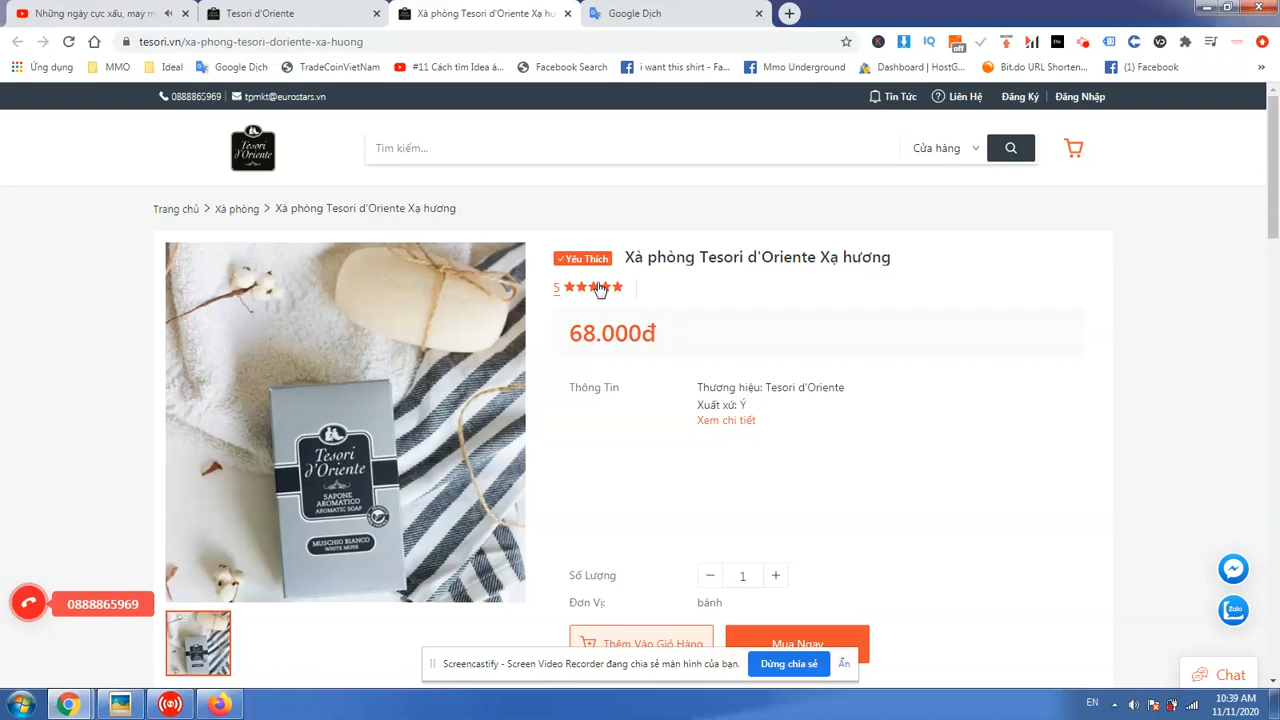 Những ngày cực xấu, ray m
Tesori d'Oriente
Xà phòng Tesori d'Oriente Xạ hư
Google Dịch
tesori.vn/xa-phong-tesori-doriente-xa-huong
off
Ứng dụng
MMO
Ideal
Google Dịch
TradeCoinVietNam
#11 Cách tìm Idea á...
Facebook Search
i want this shirt - Fa...
Mmo Underground
Dashboard | HostG...
Bit.do URL Shorten...
(1) Facebook
0888865969
tpmkt@eurostars.vn
Tin Tức
Liên Hệ
Đăng Ký
Đăng Nhập
Tesori d'Oriente
Tìm kiếm...
Cửa hàng
Trang chủ > Xà phòng > Xà phòng Tesori d'Oriente Xạ hương
Yêu Thích
Xà phòng Tesori d'Oriente Xạ hương
5
68.000đ
Thông Tin
Thương hiệu: Tesori d'Oriente
Xuất xứ: Ý
Xem chi tiết
Tesori
d'Oriente
SAPONE
AROMATICO
AROMATIC SOAP
MUSCHIO BIANCO
WHITE MUSK
Số Lượng
1
Đơn Vị:
bánh
0888865969
Zalo
Thêm Vào Giỏ Hàng
Mua Ngay
Screencastify - Screen Video Recorder đang chia sẻ màn hình của bạn.
Dừng chia sẻ
Ẩn
Chat
EN
10:39 AM
11/11/2020